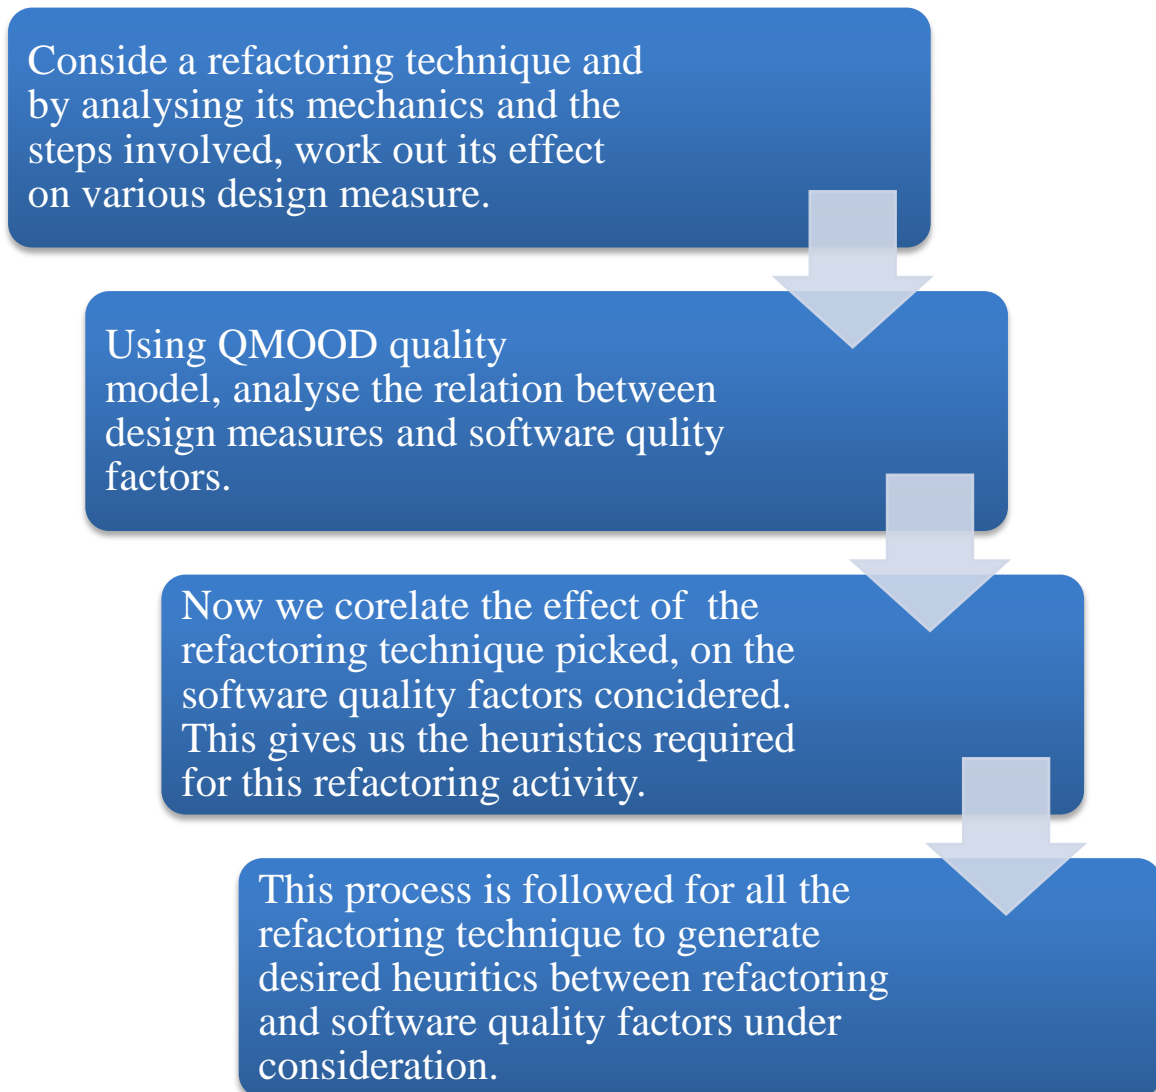 Conside a refactoring technique and
by analysing its mechanics and the
steps involved, work out its effect
on various design measure.
Using QMOOD quality
model, analyse the relation between
design measures and software qulity
factors.
Now we corelate the effect of  the
refactoring technique picked, on the
software quality factors concidered.
This gives us the heuristics required
for this refactoring activity.
This process is followed for all the
refactoring technique to generate
desired heuritics between refactoring
and software quality factors under
consideration.